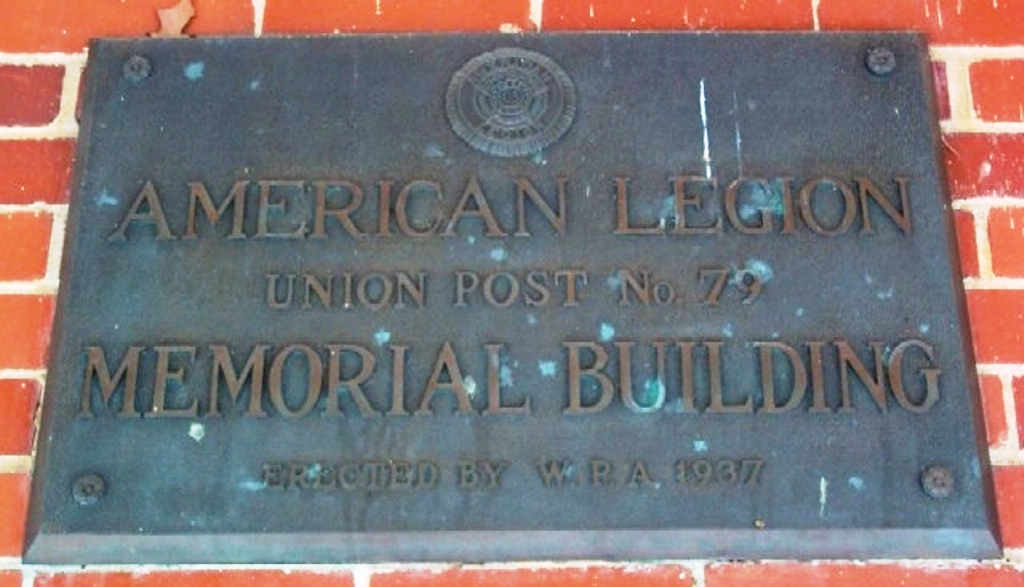 AMERICAN LEGION
UNION POST No. 79
MEMORIAL BUILDING
ERECTED BY W.P.A. 1937